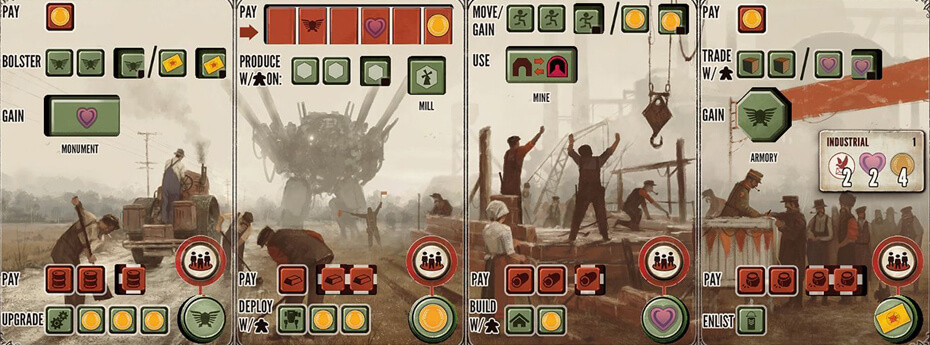 PAY
BOLSTER
GAIN
MONUMENT
PAY
UPGRADE
PAY
PRODUCE
W/ ON:
MILL
PAY
DEPLOY
W/
MOVE/
GAIN
USE
MINE
PAY
BUILD
W/
PAY
TRADE
W/
GAIN
ARMORY
INDUSTRIAL 1
2 2 4
PAY
ENLIST